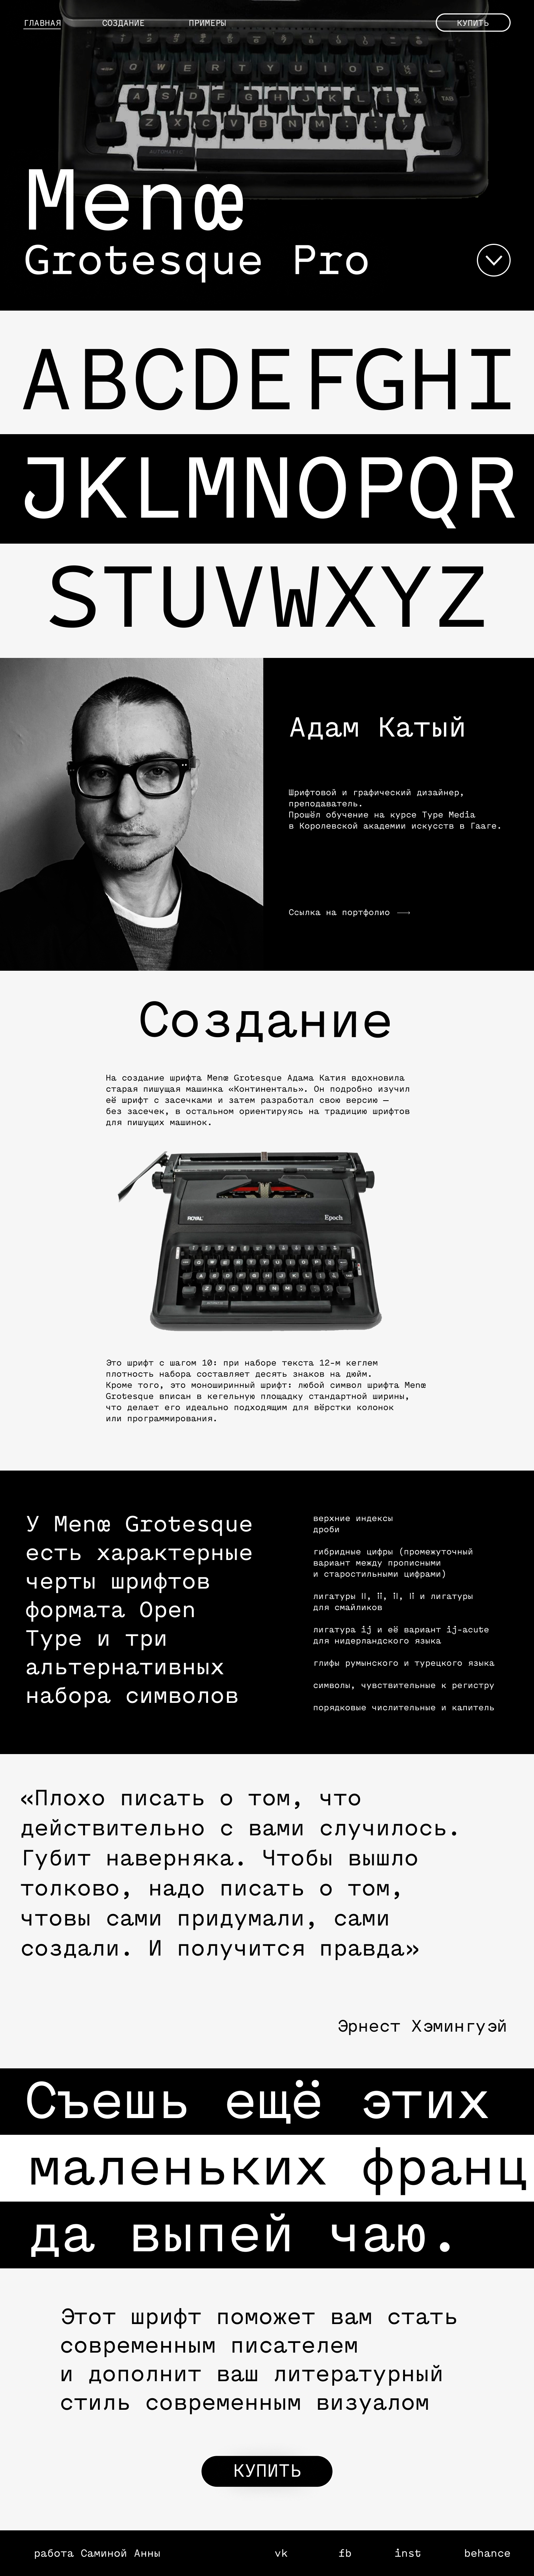 ГЛАВНАЯ СОЗДАНИЕ ПРИМЕРЫ КУПИТЬ
Q W E R T Y U I O P
A S D F G H J K L TAB
Z X C V B N M
AUTOMATIC
Menœ
Grotesque Pro
ABCDEFGHI
JKLMNOPQR
STUVWXYZ
Адам Катый
Шрифтовой и графический дизайнер,
преподаватель.
Прошёл обучение на курсе Type Media
в Королевской академии искусств в Гааге.
Ссылка на портфолио ⟶
Создание
На создание шрифта Menœ Grotesque Адама Катия вдохновила
старая пишущая машинка «Континенталь». Он подробно изучил
её шрифт с засечками и затем разработал свою версию —
без засечек, в остальном ориентируясь на традицию шрифтов
для пишущих машинок.
ROYAL Epoch
Это шрифт с шагом 10: при наборе текста 12-м кеглем
плотность набора составляет десять знаков на дюйм.
Кроме того, это моноширинный шрифт: любой символ шрифта Menœ
Grotesque вписан в кегельную площадку стандартной ширины,
что делает его идеально подходящим для вёрстки колонок
или программирования.
У Menœ Grotesque
есть характерные
черты шрифтов
формата Open
Type и три
альтернативных
набора символов
верхние индексы
дроби
гибридные цифры (промежуточный
вариант между прописными
и старостильными цифрами)
лигатуры и лигатуры
для смайликов
лигатура ij и её вариант ij-acute
для нидерландского языка
глифы румынского и турецкого языка
символы, чувствительные к регистру
порядковые числительные и капитель
«Плохо писать о том, что
действительно с вами случилось.
Губит наверняка. Чтобы вышло
толково, надо писать о том,
чтовы сами придумали, сами
создали. И получится правда»
Эрнест Хэмингуэй
Съешь ещё этих
маленьких франц
да выпей чаю.
Этот шрифт поможет вам стать
современным писателем
и дополнит ваш литературный
стиль современным визуалом
КУПИТЬ
работа Саминой Анны vk fb inst behance